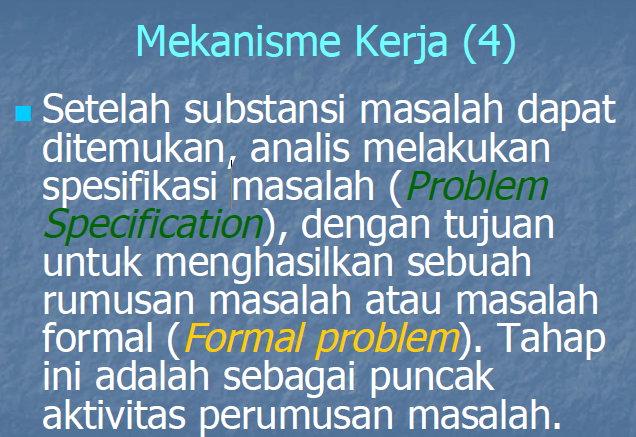 Mekanisme Kerja (4)
Setelah substansi masalah dapat
ditemukan, analis melakukan
spesifikasi masalah (Problem
Specification), dengan tujuan
untuk menghasilkan sebuah
rumusan masalah atau masalah
formal (Formal problem). Tahap
ini adalah sebagai puncak
aktivitas perumusan masalah.